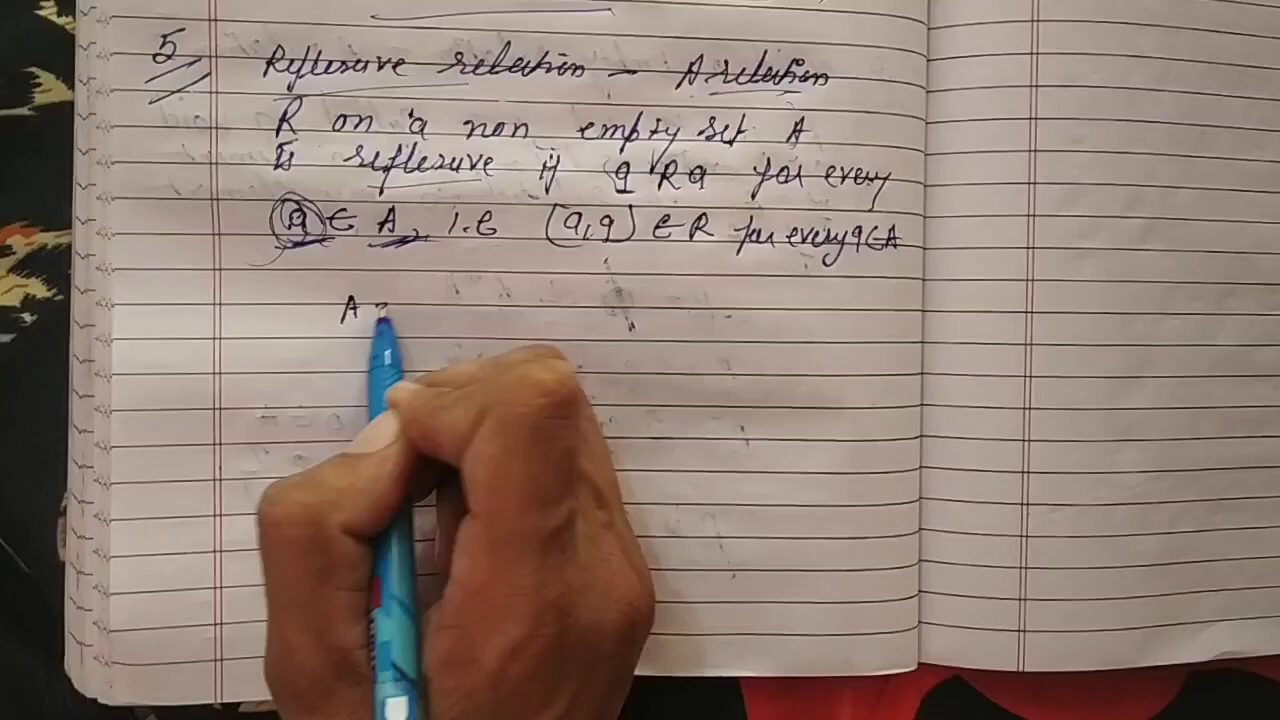 5 Reflexive relation - A relation
R on a non empty set A
is reflexive if a R a for every
a ∈ A, i.e (a,a) ∈ R for every a ∈ A
A =